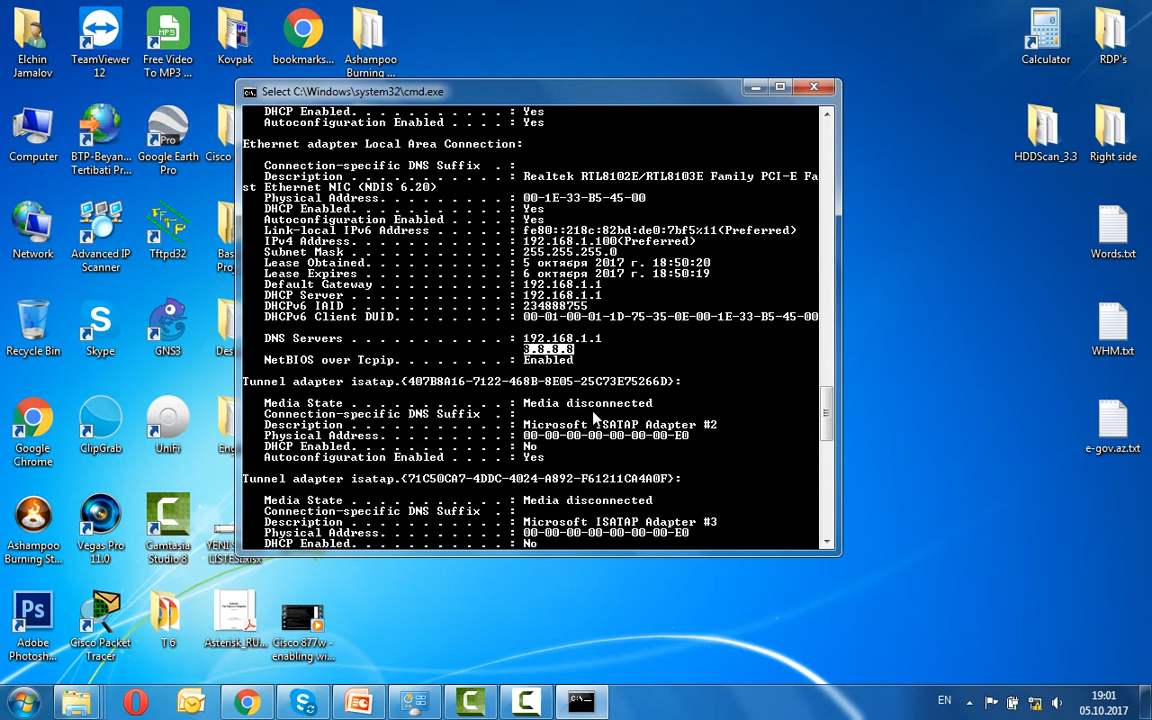 Elchin
Jamalov
TeamViewer
12
Free Video
To MP3 ...
Kovpak
bookmarks...
Ashampoo
Burning ...
Calculator
RDP's
Computer
BTP-Beyan...
Tertibati P...
Google Earth
Pro
Cisco
HDDScan_3.3
Right side
Network
Advanced IP
Scanner
Tftpd32
Words.txt
Recycle Bin
Skype
GNS3
WHM.txt
Google
Chrome
ClipGrab
UniFi
e-gov.az.txt
Ashampoo
Burning St...
Vegas Pro
11.0
Camtasia
Studio 8
Adobe
Photosh...
Cisco Packet
Tracer
T 6
Asterisk_RU...
Cisco 877w -
enabling wi...
Select C:\Windows\system32\cmd.exe
DHCP Enabled. . . . . . . . . . . : Yes
Autoconfiguration Enabled . . . . : Yes
Ethernet adapter Local Area Connection:
Connection-specific DNS Suffix  . :
Description . . . . . . . . . . . : Realtek RTL8102E/RTL8103E Family PCI-E Fa
st Ethernet NIC (NDIS 6.20)
Physical Address. . . . . . . . . : 00-1E-33-B5-45-00
DHCP Enabled. . . . . . . . . . . : Yes
Autoconfiguration Enabled . . . . : Yes
Link-local IPv6 Address . . . . . : fe80::218c:82bd:de0:7bf5%11(Preferred)
IPv4 Address. . . . . . . . . . . : 192.168.1.100(Preferred)
Subnet Mask . . . . . . . . . . . : 255.255.255.0
Lease Obtained. . . . . . . . . . : 5 октября 2017 г. 18:50:20
Lease Expires . . . . . . . . . . : 6 октября 2017 г. 18:50:19
Default Gateway . . . . . . . . . : 192.168.1.1
DHCP Server . . . . . . . . . . . : 192.168.1.1
DHCPv6 IAID . . . . . . . . . . . : 234888755
DHCPv6 Client DUID. . . . . . . . : 00-01-00-01-1D-75-35-0E-00-1E-33-B5-45-00
DNS Servers . . . . . . . . . . . : 192.168.1.1
8.8.8.8
NetBIOS over Tcpip. . . . . . . . : Enabled
Tunnel adapter isatap.{407B8A16-7122-468B-8E05-25C73E75266D}:
Media State . . . . . . . . . . . : Media disconnected
Connection-specific DNS Suffix  . :
Description . . . . . . . . . . . : Microsoft ISATAP Adapter #2
Physical Address. . . . . . . . . : 00-00-00-00-00-00-00-E0
DHCP Enabled. . . . . . . . . . . : No
Autoconfiguration Enabled . . . . : Yes
Tunnel adapter isatap.{71C50CA7-4DDC-4024-A892-F61211CA4A0F}:
Media State . . . . . . . . . . . : Media disconnected
Connection-specific DNS Suffix  . :
Description . . . . . . . . . . . : Microsoft ISATAP Adapter #3
Physical Address. . . . . . . . . : 00-00-00-00-00-00-00-E0
DHCP Enabled. . . . . . . . . . . : No
EN
19:01
05.10.2017